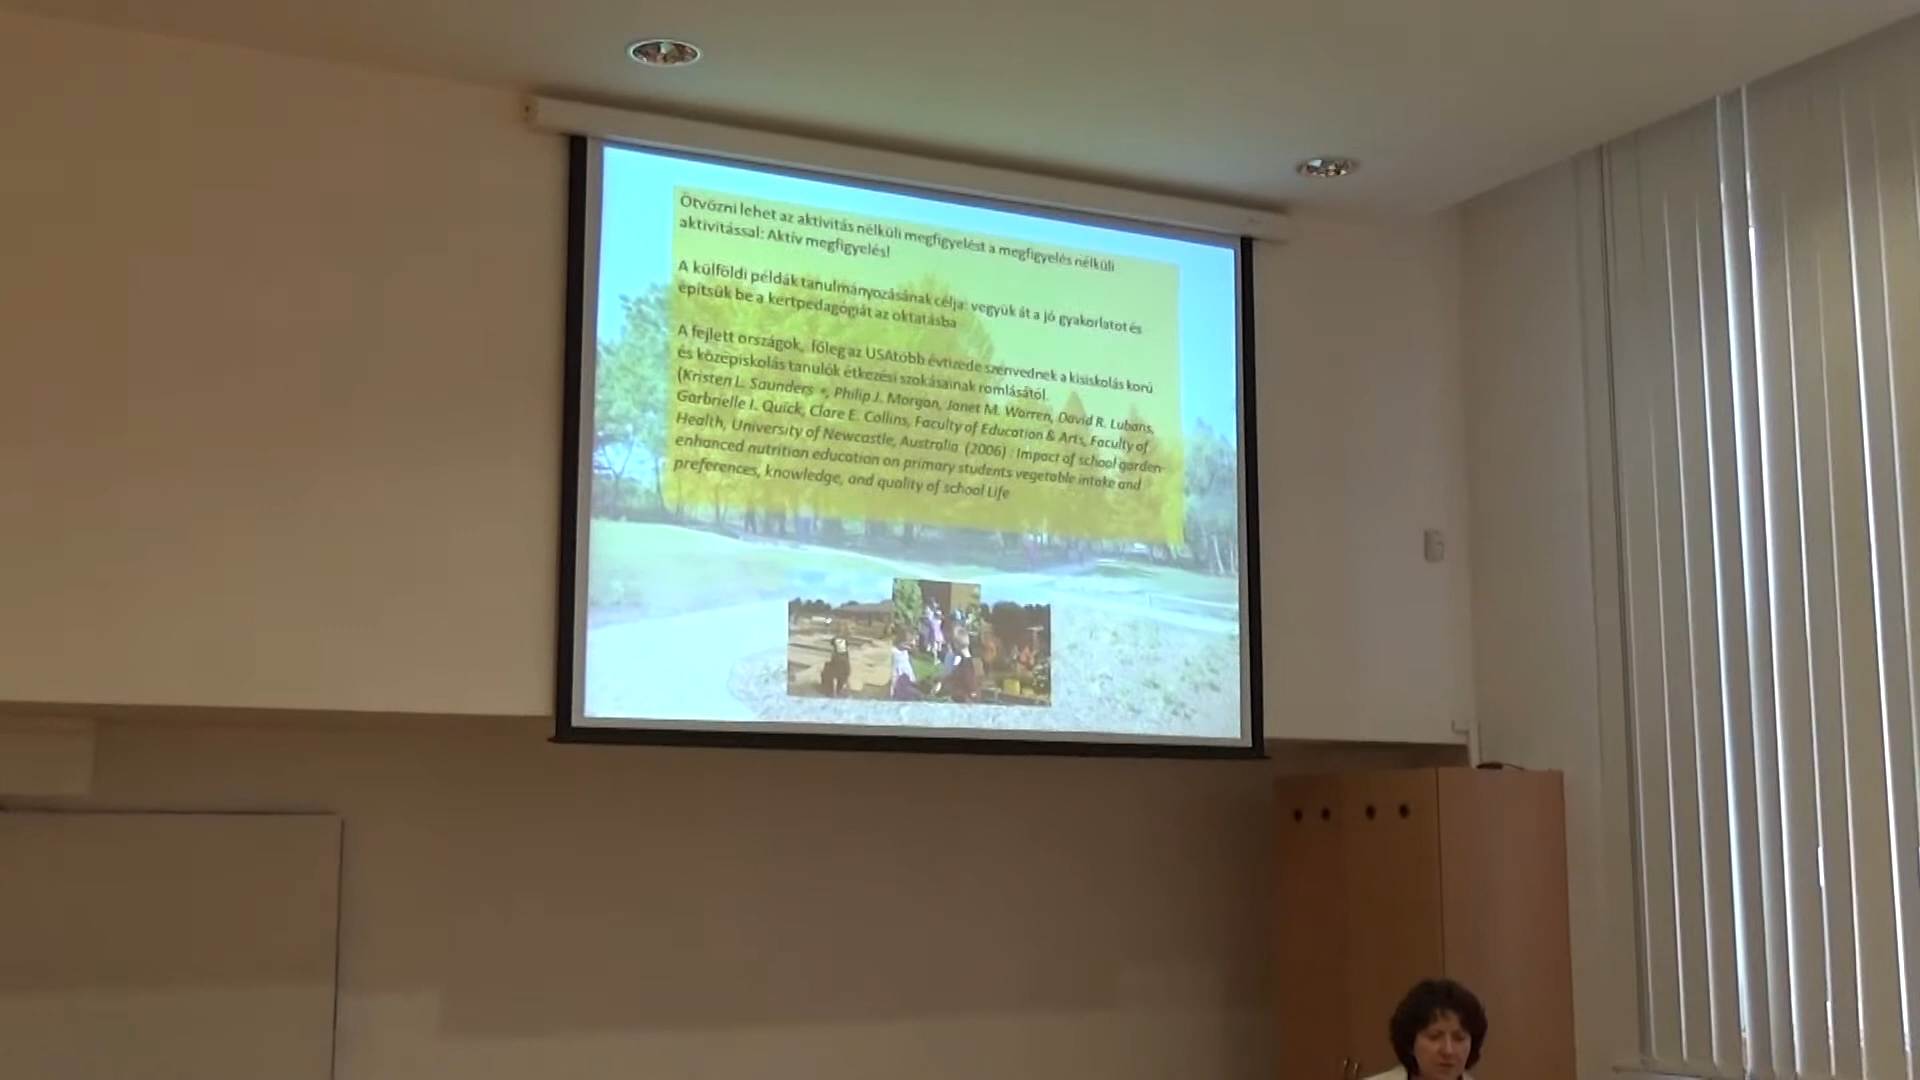 Ötvözni lehet az aktivitás nélküli megfigyelést a megfigyelés nélküli
aktivitással: Aktív megfigyelés!
A külföldi példák tanulmányozásának célja: vegyük át a jó gyakorlatot és
építsük be a kertpedagógiát az oktatásba
A fejlett országok, főleg az USA több évtizede szenvednek a kisiskolás korú
és középiskolás tanulók étkezési szokásainak romlásától.
(Kristen L. Saunders *, Philip J. Morgan, Janet M. Warren, David R. Lubans,
Garbrielle I. Quick, Clare E. Collins, Faculty of Education & Arts, Faculty of
Health, University of Newcastle, Australia (2006) : Impact of school garden-
enhanced nutrition education on primary students vegetable intake and
preferences, knowledge, and quality of school Life